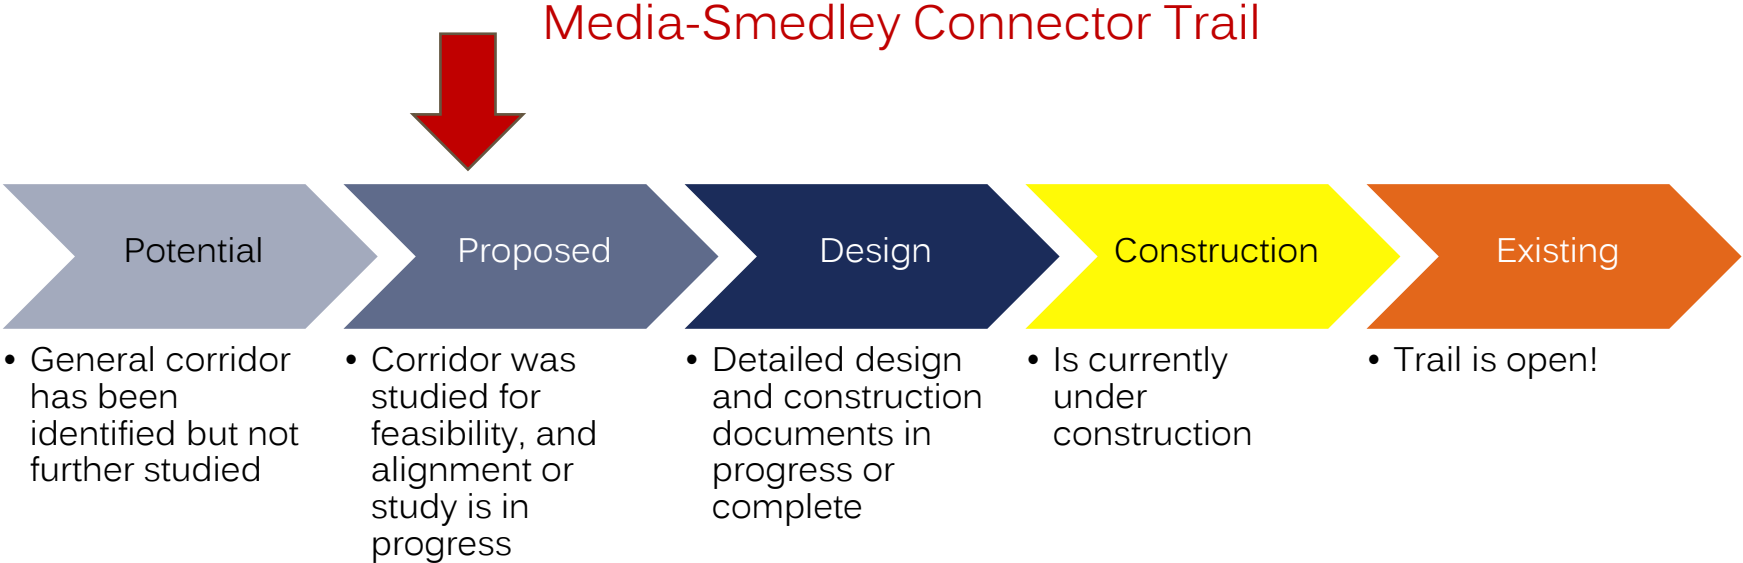 Media-Smedley Connector Trail
Potential
Proposed
Design
Construction
Existing
• General corridor
has been
identified but not
further studied
• Corridor was
studied for
feasibility, and
alignment or
study is in
progress
• Detailed design
and construction
documents in
progress or
complete
• Is currently
under
construction
• Trail is open!